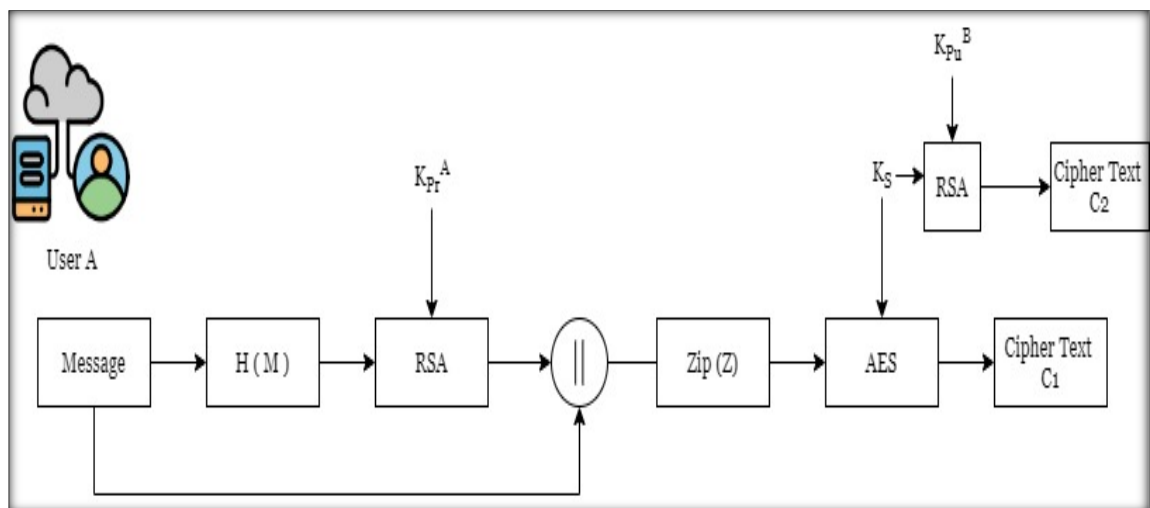 K_Pu^B
K_S
RSA
Cipher Text
C2
K_Pr^A
User A
Message
H ( M )
RSA
||
Zip (Z)
AES
Cipher Text
C1